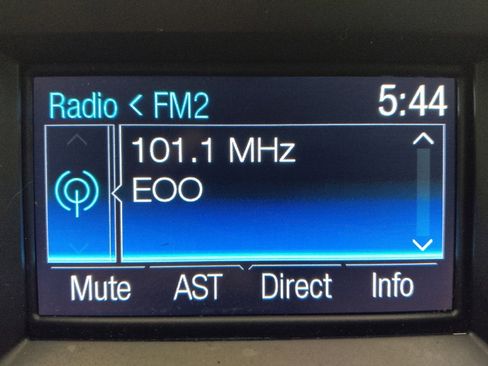 Radio < FM2 5:44
101.1 MHz
EOO
Mute AST Direct Info